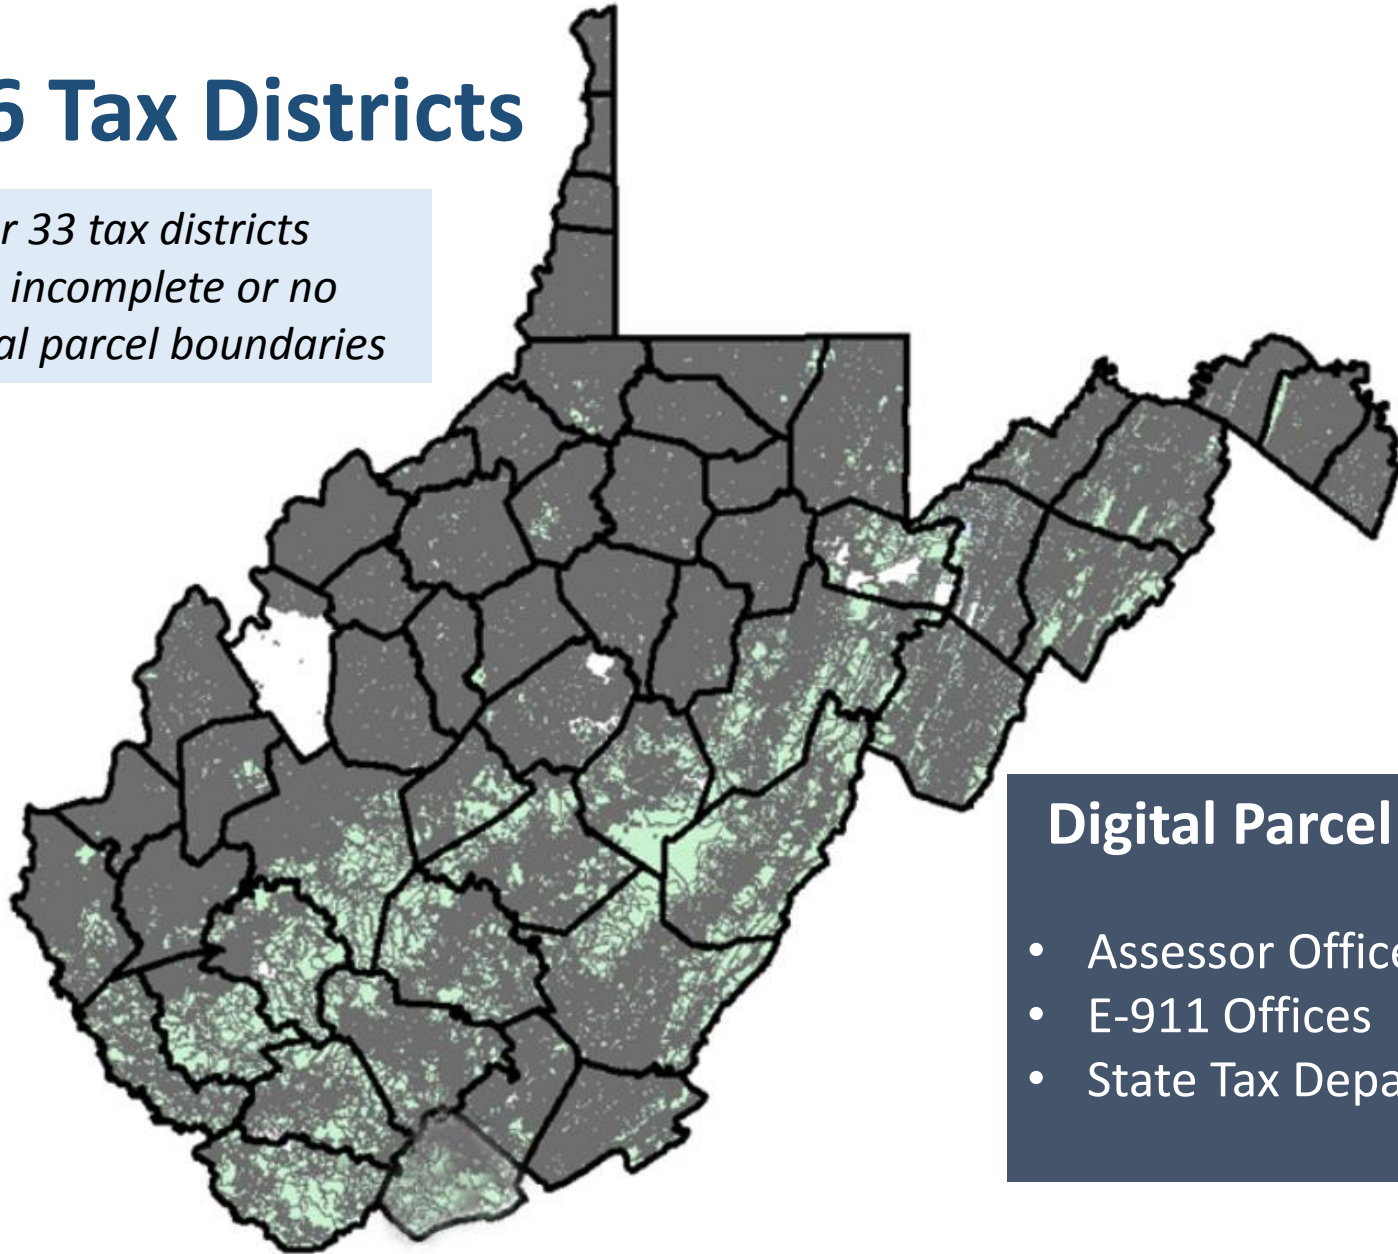 6 Tax Districts
r 33 tax districts
incomplete or no
al parcel boundaries
Digital Parcel
• Assessor Office
• E-911 Offices
• State Tax Depa